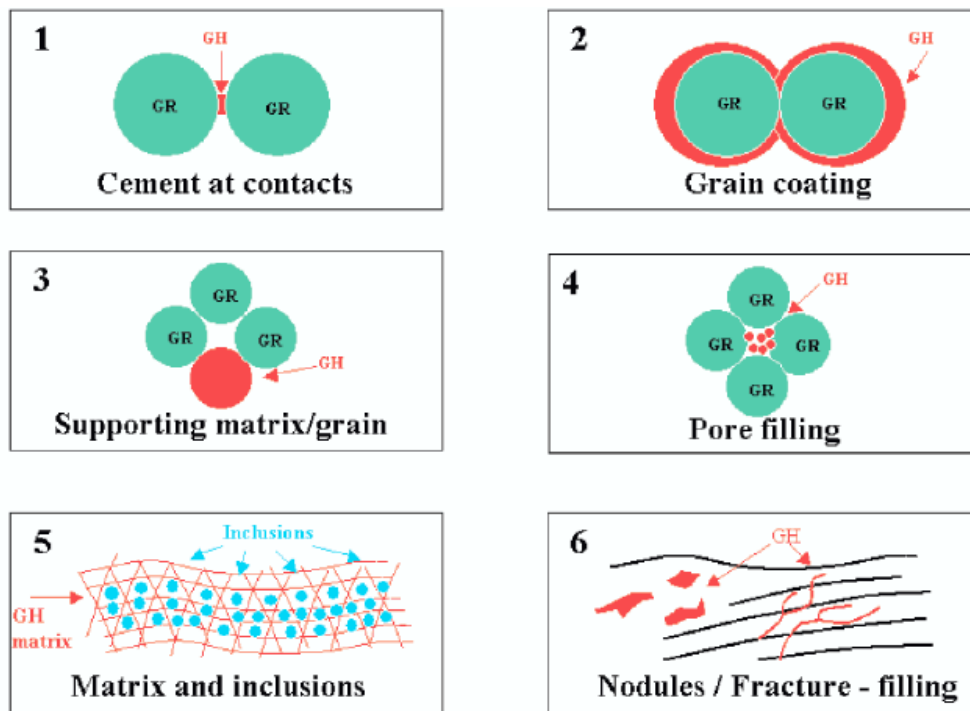 1
GH
GR GR
Cement at contacts
2
GH
GR GR
Grain coating
3
GR
GR GR
GH
Supporting matrix/grain
4
GH
GR
GR GR
GR
Pore filling
5
Inclusions
GH
matrix
Matrix and inclusions
6
GH
Nodules / Fracture - filling